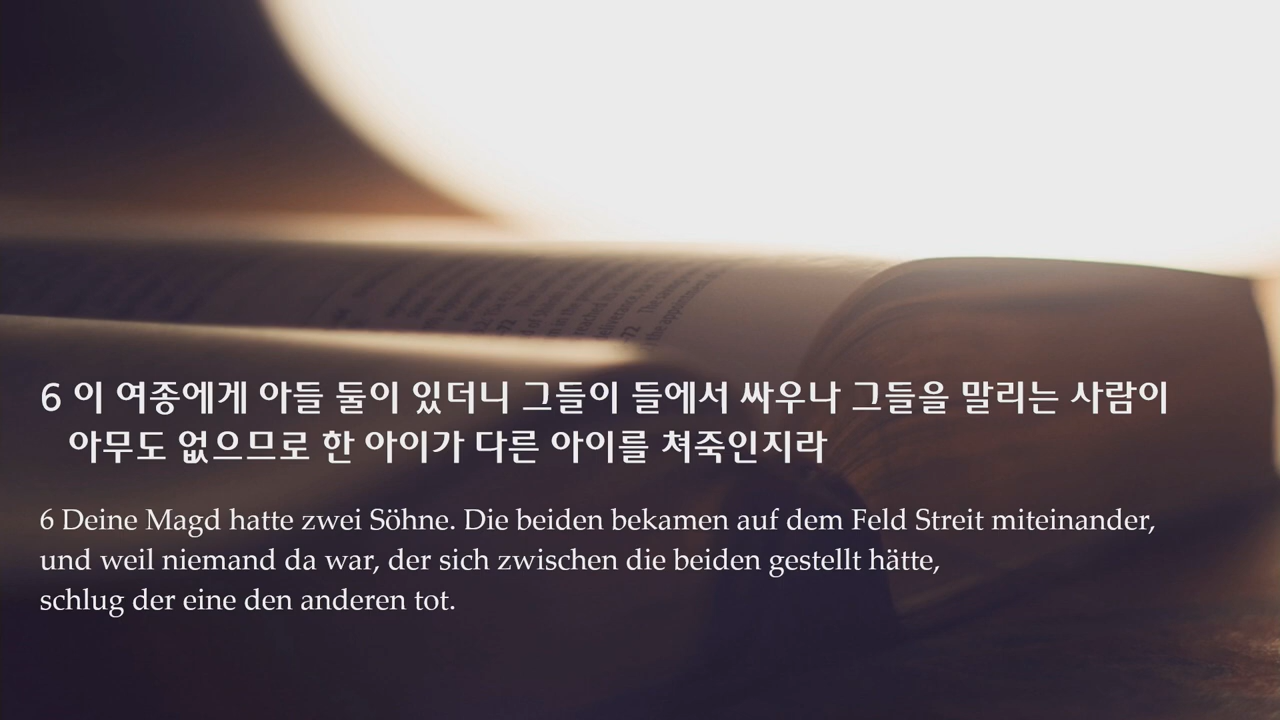 6 이 여종에게 아들 둘이 있더니 그들이 들에서 싸우나 그들을 말리는 사람이
아무도 없으므로 한 아이가 다른 아이를 쳐죽인지라
6 Deine Magd hatte zwei Söhne. Die beiden bekamen auf dem Feld Streit miteinander,
und weil niemand da war, der sich zwischen die beiden gestellt hätte,
schlug der eine den anderen tot.